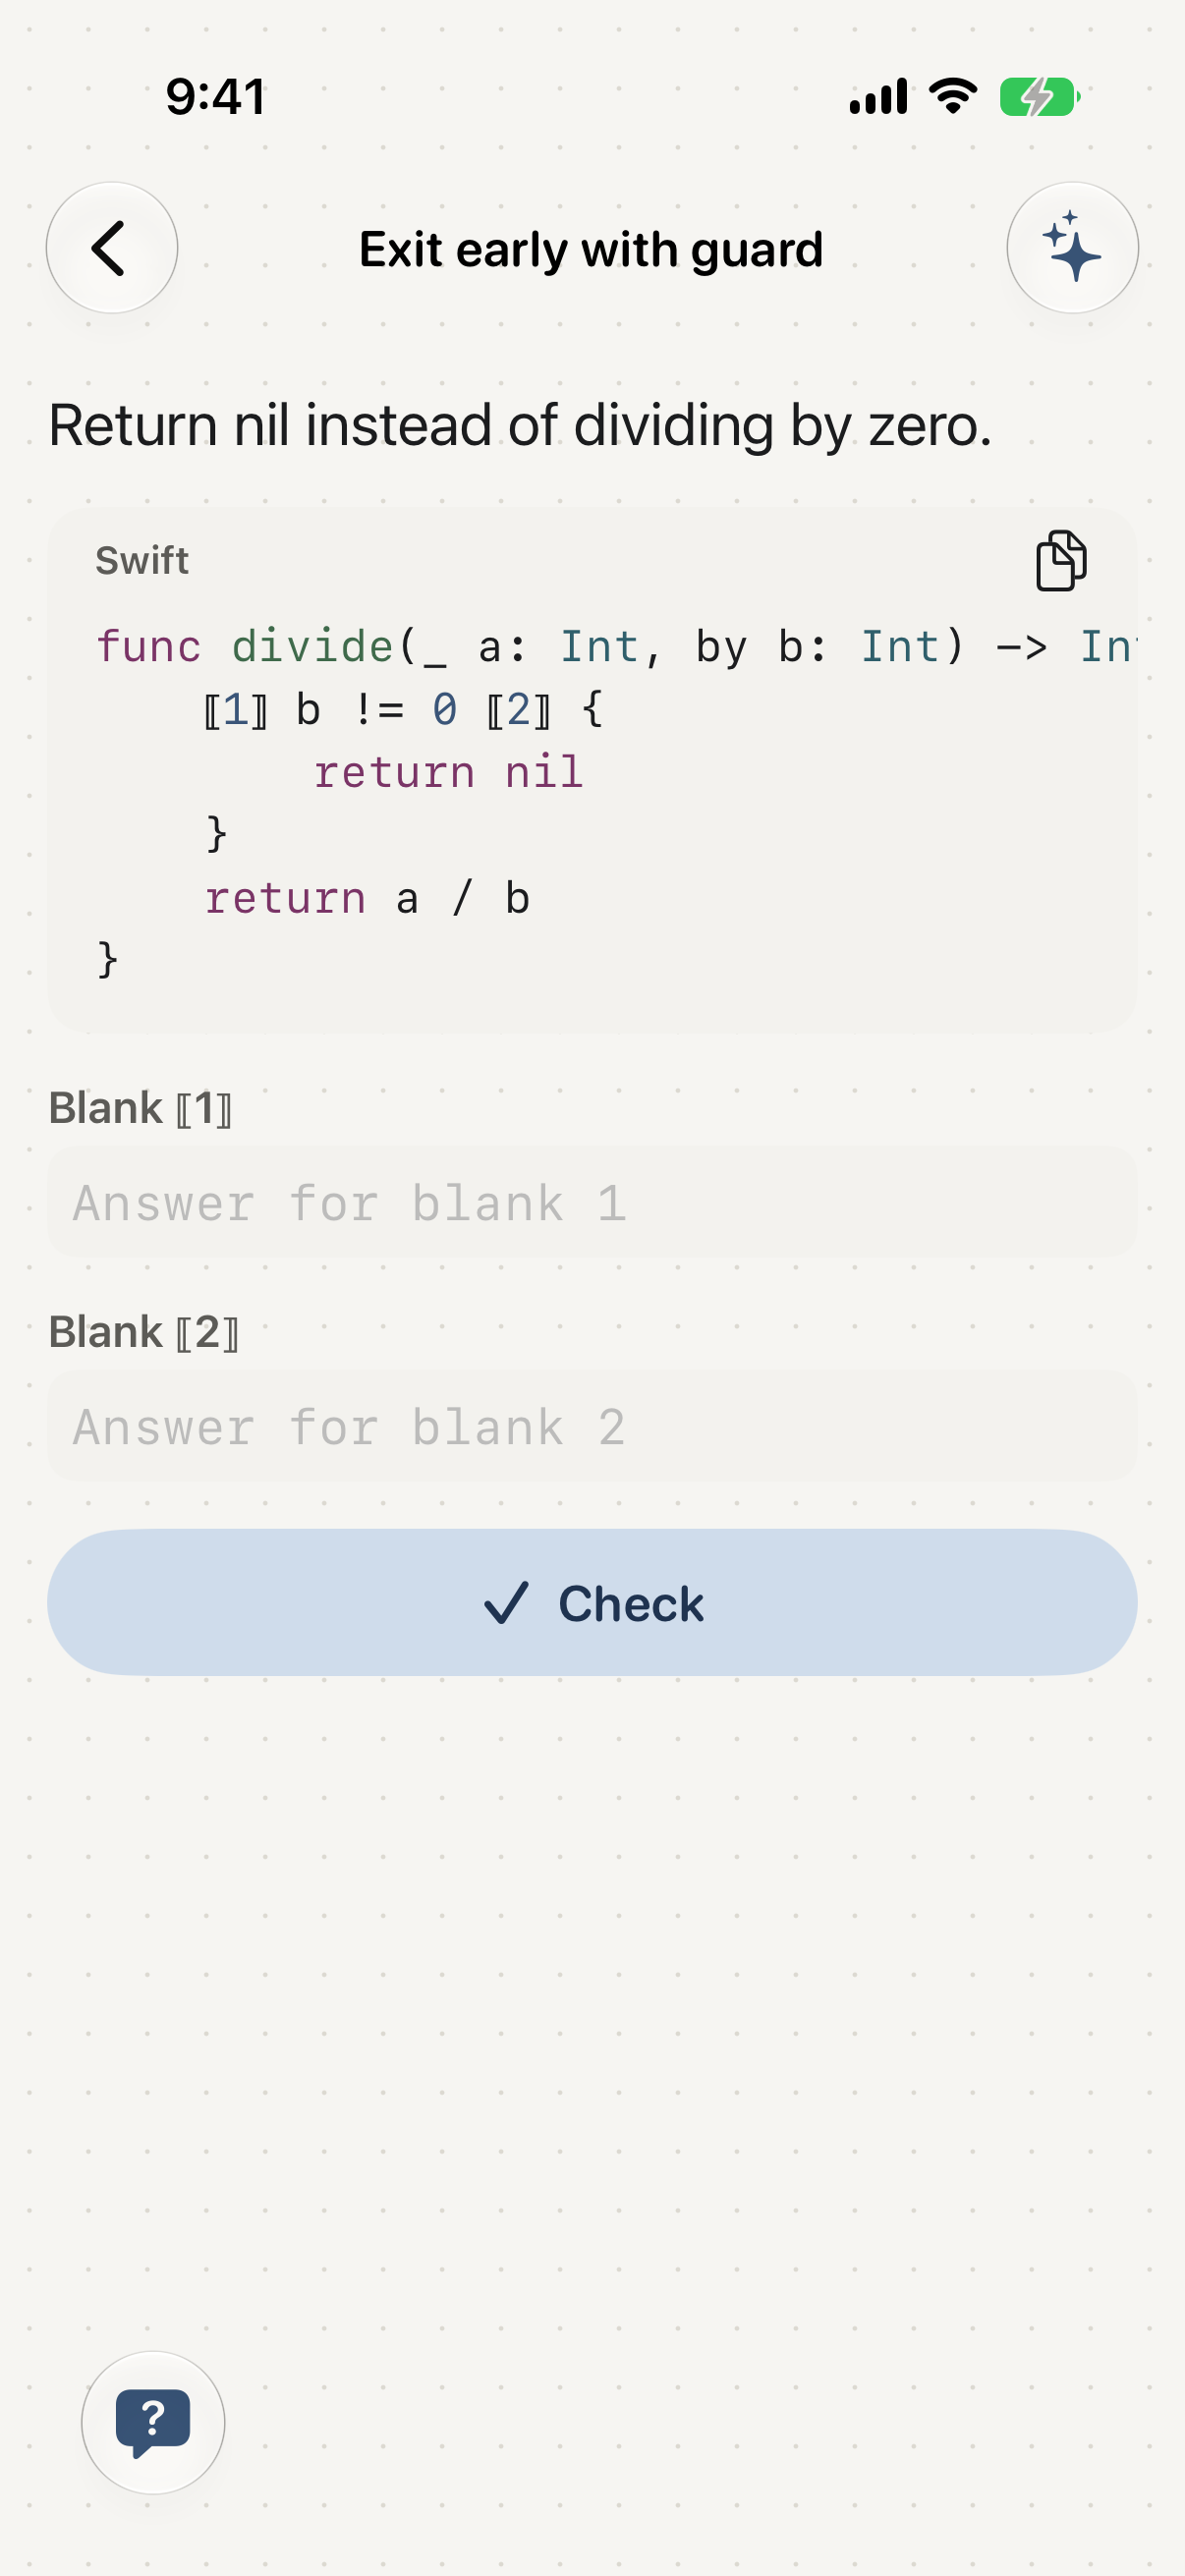 9:41
Exit early with guard
Return nil instead of dividing by zero.
Swift
func divide(_ a: Int, by b: Int) -> Int
    ⟦1⟧ b != 0 ⟦2⟧ {
        return nil
    }
    return a / b
}
Blank ⟦1⟧
Answer for blank 1
Blank ⟦2⟧
Answer for blank 2
Check
?